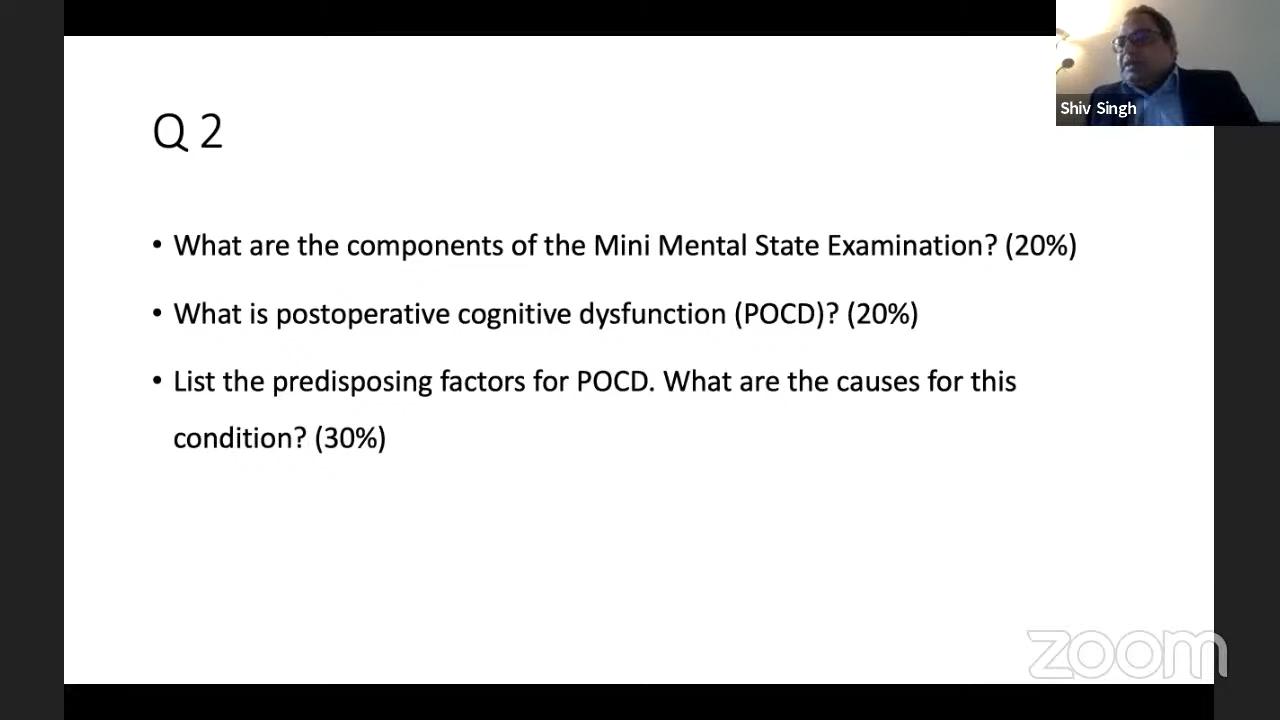 Shiv Singh
Q 2
• What are the components of the Mini Mental State Examination? (20%)
• What is postoperative cognitive dysfunction (POCD)? (20%)
• List the predisposing factors for POCD. What are the causes for this
condition? (30%)
zoom